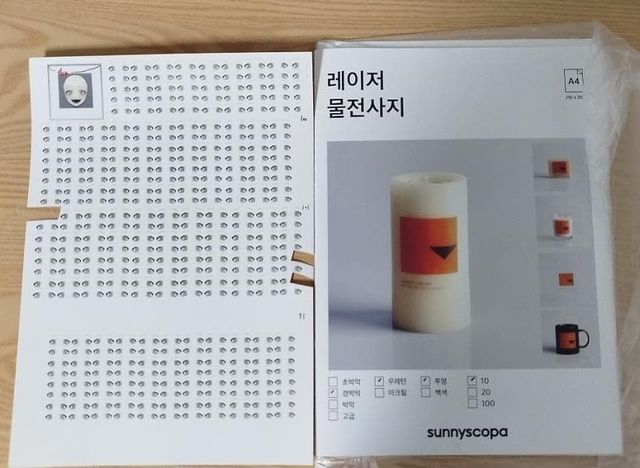 레이저
물전사지
A4
초박막
경박막
박막
고급
우레탄
아크릴
투명
백색
10
20
100
sunnyscopa